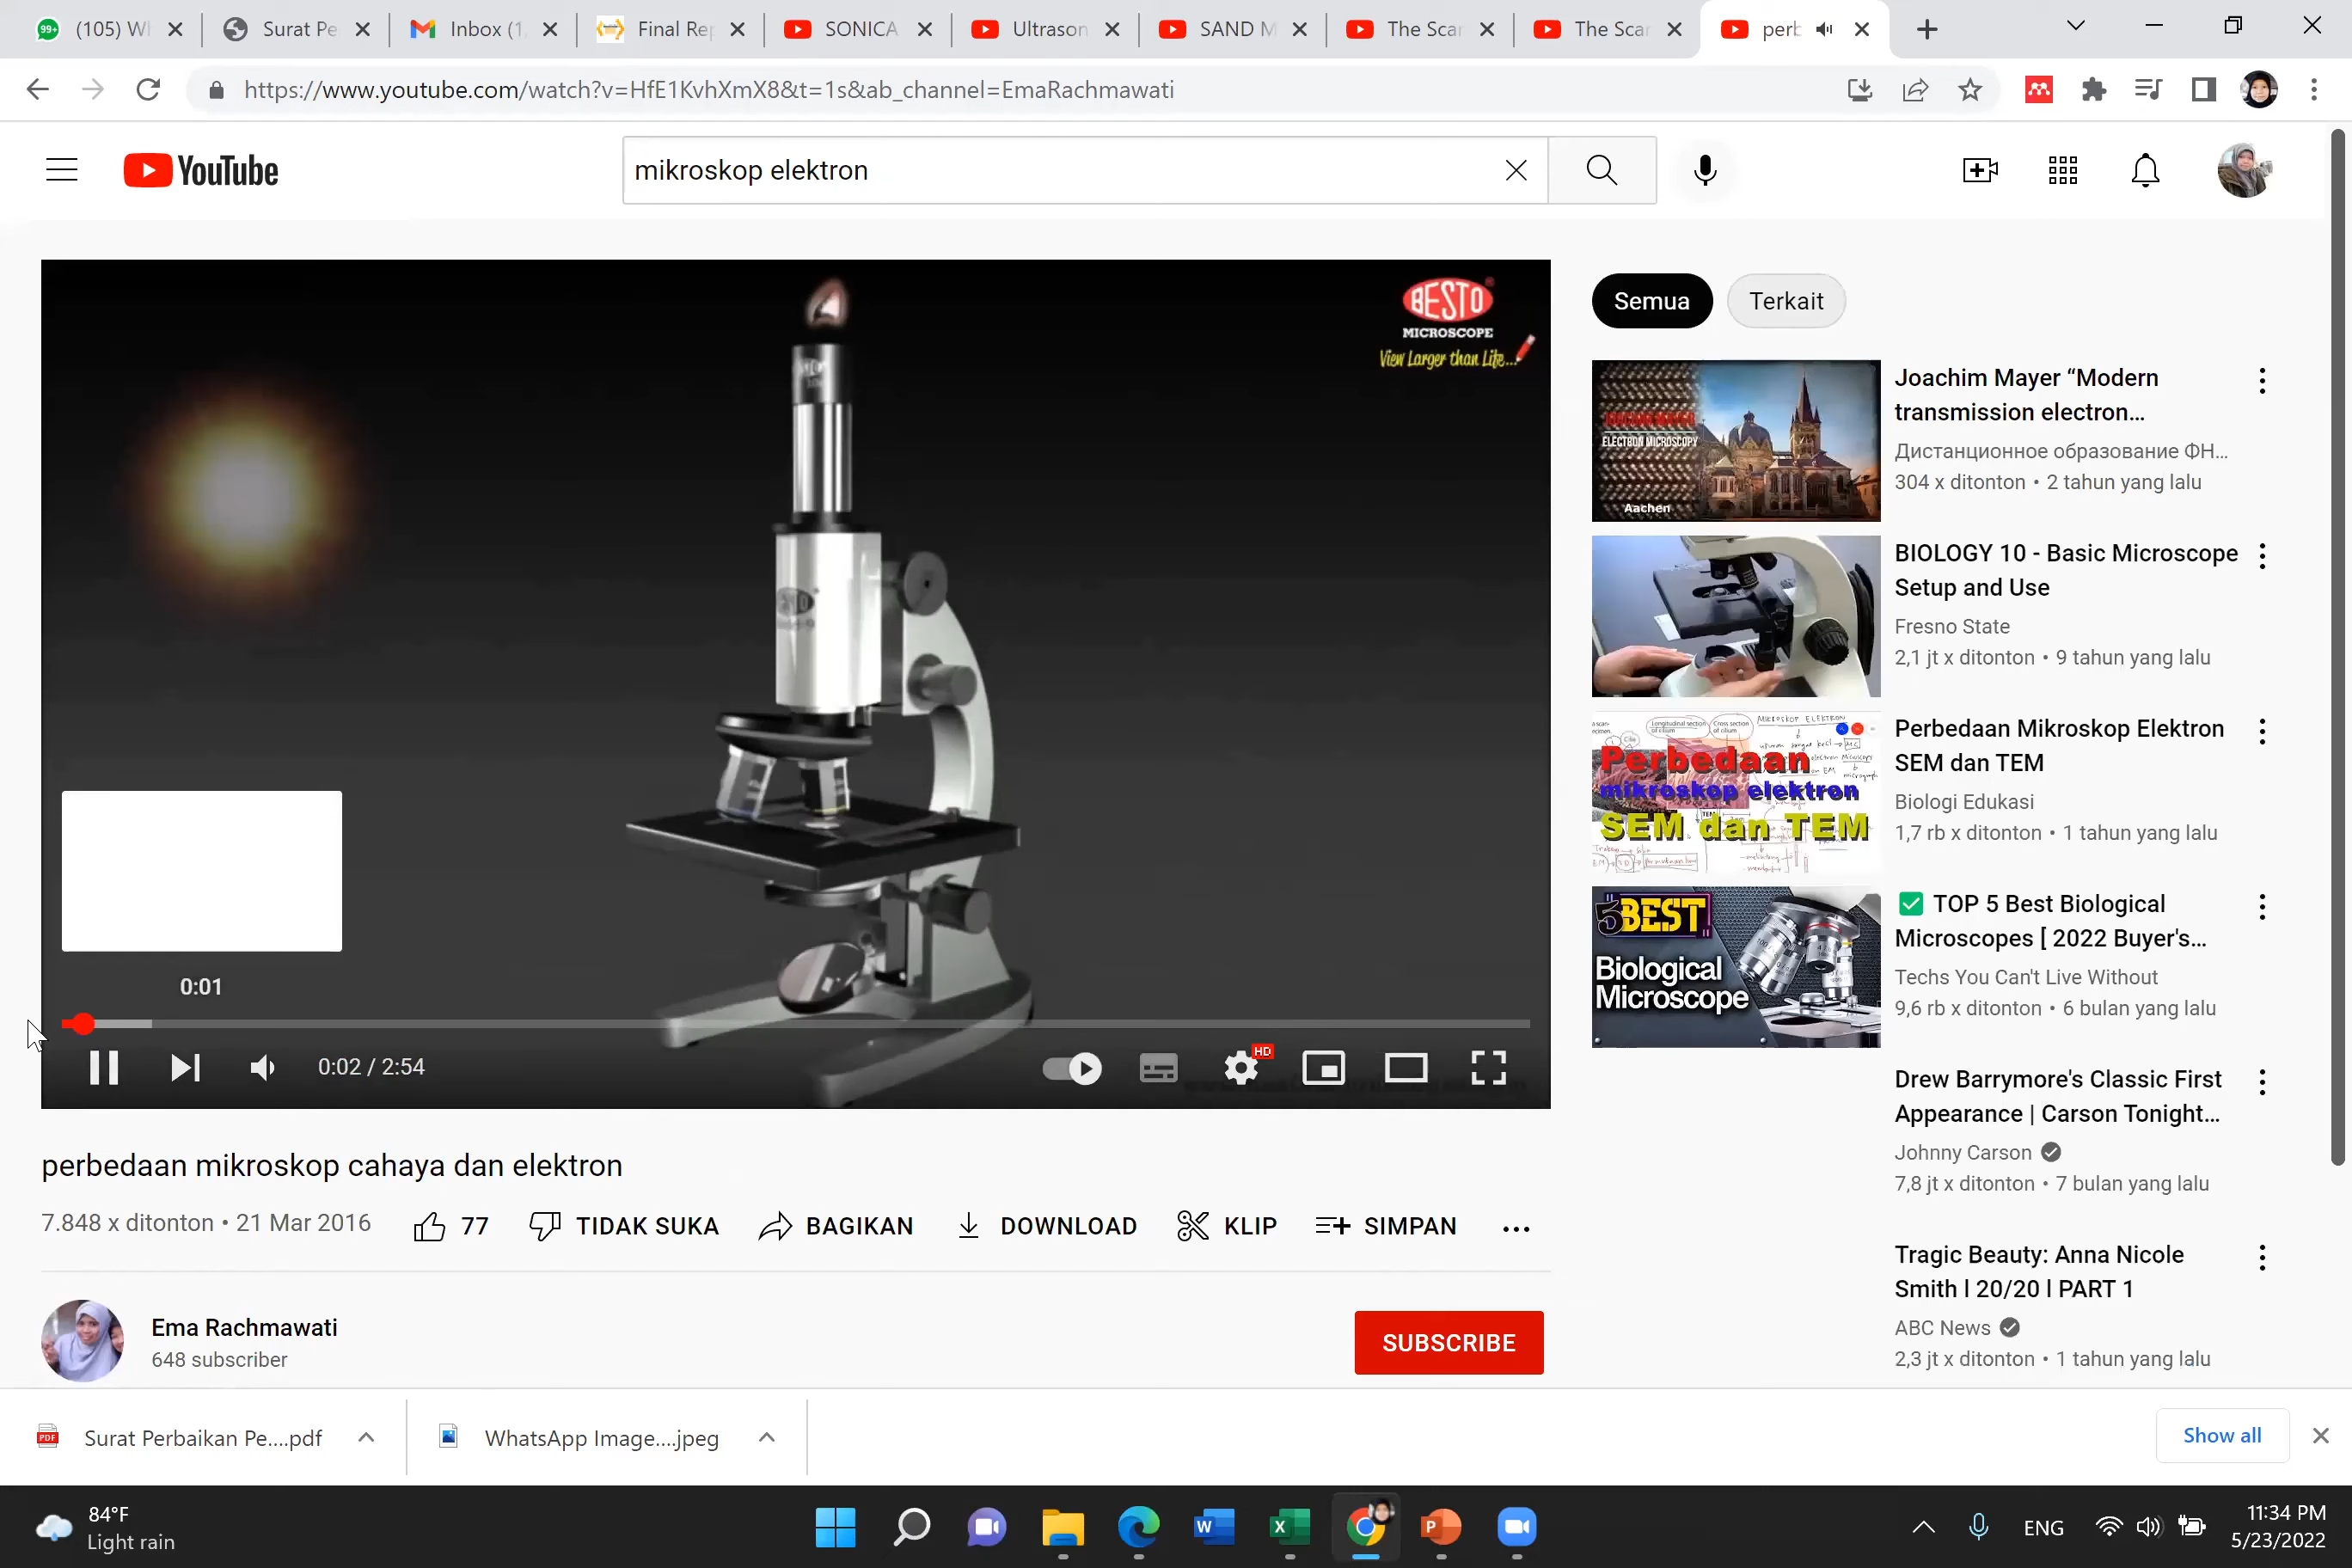 (105) W
Surat Pe
Inbox (1,
Final Rep
SONICA
Ultrason
SAND M
The Scar
The Scar
perb
https://www.youtube.com/watch?v=HfE1KvhXmX8&t=1s&ab_channel=EmaRachmawati
YouTube
mikroskop elektron
BESTO
MICROSCOPE
View Larger than Life...
0:01
0:02 / 2:54
HD
perbedaan mikroskop cahaya dan elektron
7.848 x ditonton • 21 Mar 2016
77
TIDAK SUKA
BAGIKAN
DOWNLOAD
KLIP
SIMPAN
Ema Rachmawati
648 subscriber
SUBSCRIBE
Semua
Terkait
ELECTRON MICROSCOPY
Aachen
Joachim Mayer “Modern
transmission electron...
Дистанционное образование ФН...
304 x ditonton • 2 tahun yang lalu
BIOLOGY 10 - Basic Microscope
Setup and Use
Fresno State
2,1 jt x ditonton • 9 tahun yang lalu
MIKROSKOP ELEKTRON
Perbedaan
mikroskop elektron
SEM dan TEM
Perbedaan Mikroskop Elektron
SEM dan TEM
Biologi Edukasi
1,7 rb x ditonton • 1 tahun yang lalu
5 BEST
Biological
Microscope
✅ TOP 5 Best Biological
Microscopes [ 2022 Buyer's...
Techs You Can't Live Without
9,6 rb x ditonton • 6 bulan yang lalu
Drew Barrymore's Classic First
Appearance | Carson Tonight...
Johnny Carson
7,8 jt x ditonton • 7 bulan yang lalu
Tragic Beauty: Anna Nicole
Smith l 20/20 l PART 1
ABC News
2,3 jt x ditonton • 1 tahun yang lalu
Surat Perbaikan Pe....pdf
WhatsApp Image....jpeg
Show all
84°F
Light rain
ENG
11:34 PM
5/23/2022